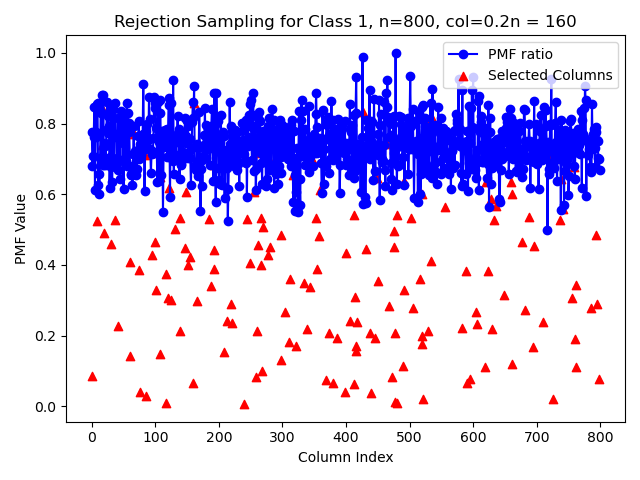 Rejection Sampling for Class 1, n=800, col=0.2n = 160
PMF ratio
Selected Columns
1.0
0.8
0.6
0.4
0.2
0.0
PMF Value
0 100 200 300 400 500 600 700 800
Column Index